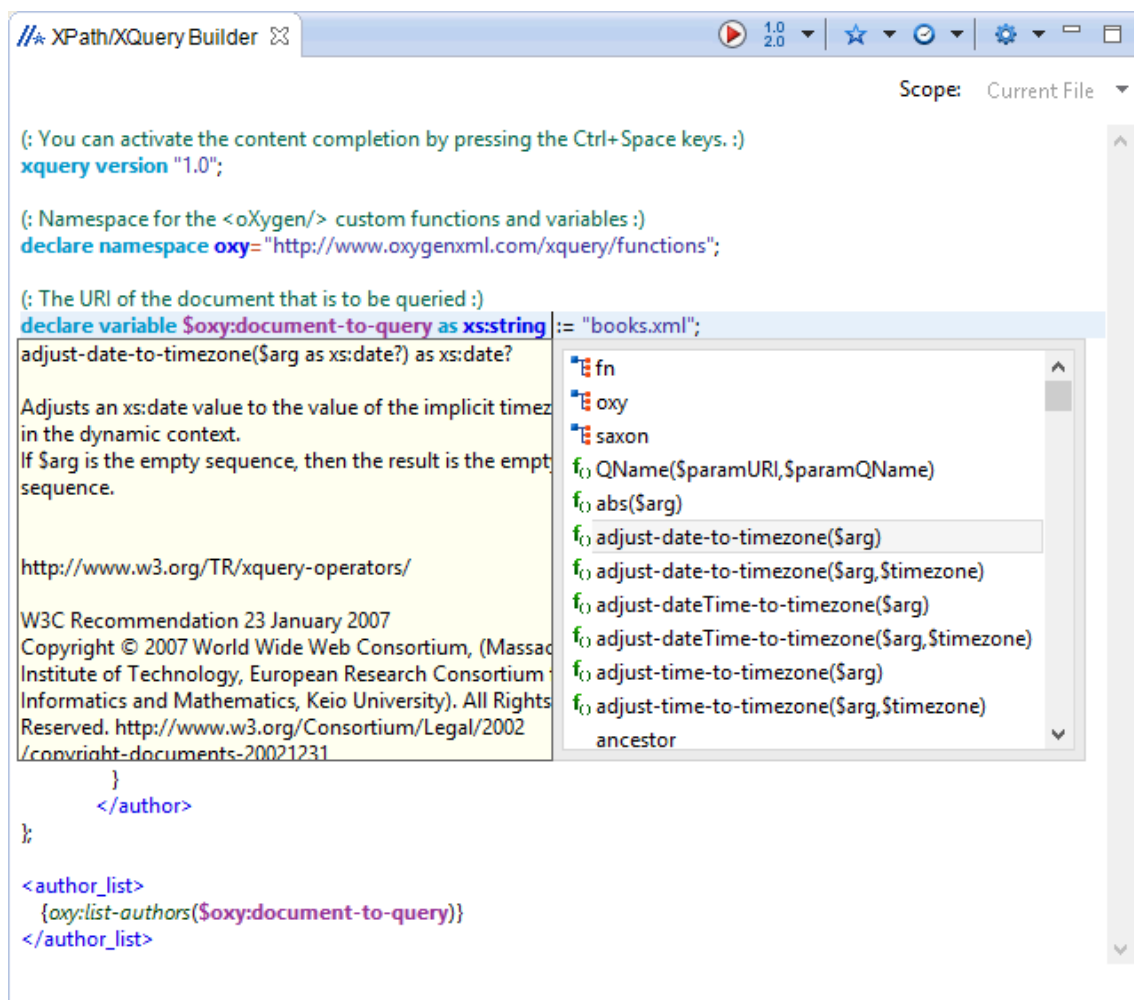 XPath/XQuery Builder
1.0
2.0
Scope: Current File
(: You can activate the content completion by pressing the Ctrl+Space keys. :)
xquery version "1.0";
(: Namespace for the <oXygen/> custom functions and variables :)
declare namespace oxy="http://www.oxygenxml.com/xquery/functions";
(: The URI of the document that is to be queried :)
declare variable $oxy:document-to-query as xs:string := "books.xml";
adjust-date-to-timezone($arg as xs:date?) as xs:date?
Adjusts an xs:date value to the value of the implicit timez
in the dynamic context.
If $arg is the empty sequence, then the result is the empt
sequence.
http://www.w3.org/TR/xquery-operators/
W3C Recommendation 23 January 2007
Copyright © 2007 World Wide Web Consortium, (Massac
Institute of Technology, European Research Consortium
Informatics and Mathematics, Keio University). All Rights
Reserved. http://www.w3.org/Consortium/Legal/2002
/copyright-documents-20021231
fn
oxy
saxon
f() QName($paramURI,$paramQName)
f() abs($arg)
f() adjust-date-to-timezone($arg)
f() adjust-date-to-timezone($arg,$timezone)
f() adjust-dateTime-to-timezone($arg)
f() adjust-dateTime-to-timezone($arg,$timezone)
f() adjust-time-to-timezone($arg)
f() adjust-time-to-timezone($arg,$timezone)
ancestor
}
</author>
};
<author_list>
{oxy:list-authors($oxy:document-to-query)}
</author_list>